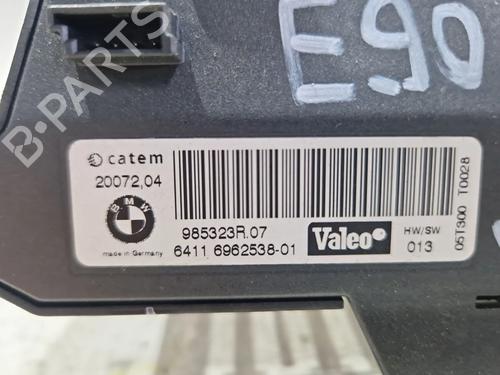 B-PARTS
E90
catem
20072,04
BMW
made in Germany
985323R.07
6411 6962538-01
Valeo
HW/SW
013
05T300 T0028